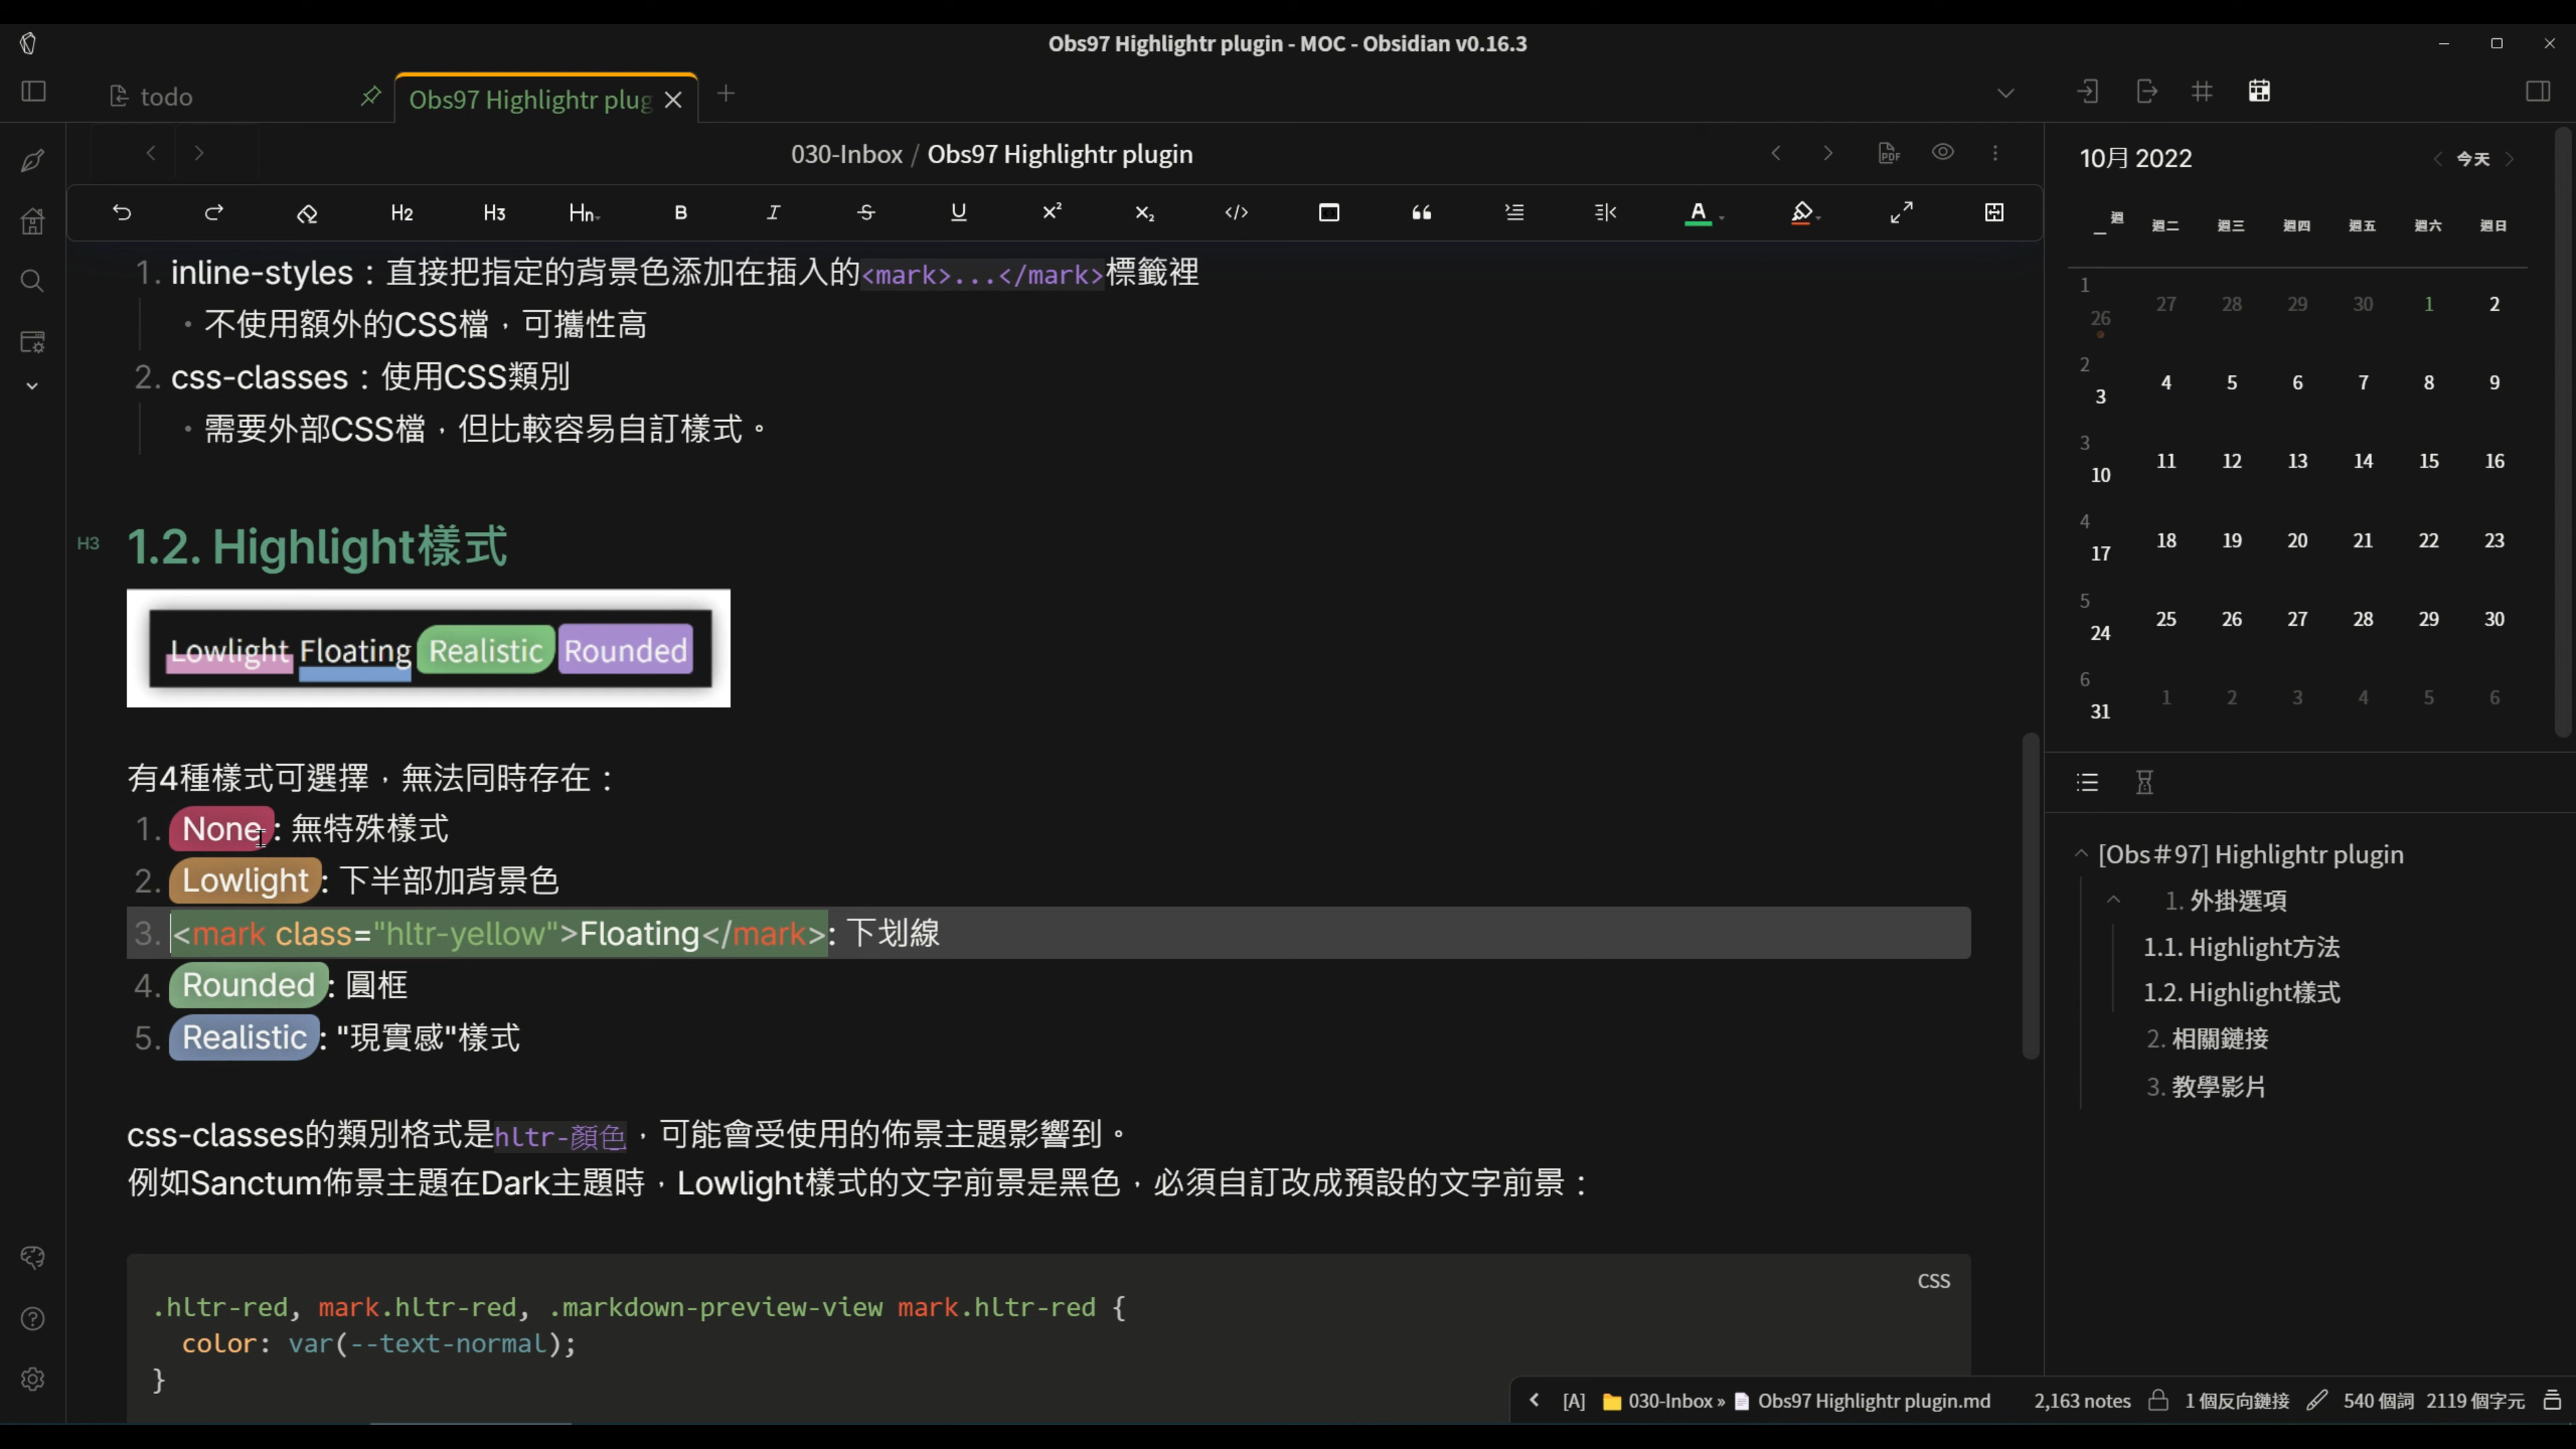 Obs97 Highlightr plugin - MOC - Obsidian v0.16.3
todo
Obs97 Highlightr plug
030-Inbox / Obs97 Highlightr plugin
H2 H3 Hn B I S U X² X₂ </> A
1. inline-styles：直接把指定的背景色添加在插入的<mark>...</mark>標籤裡
• 不使用額外的CSS檔，可攜性高
2. css-classes：使用CSS類別
• 需要外部CSS檔，但比較容易自訂樣式。
H3 1.2. Highlight樣式
Lowlight Floating Realistic Rounded
有4種樣式可選擇，無法同時存在：
1. None: 無特殊樣式
2. Lowlight: 下半部加背景色
3. <mark class="hltr-yellow">Floating</mark>: 下划線
4. Rounded: 圓框
5. Realistic: "現實感"樣式
css-classes的類別格式是hltr-顏色，可能會受使用的佈景主題影響到。
例如Sanctum佈景主題在Dark主題時，Lowlight樣式的文字前景是黑色，必須自訂改成預設的文字前景：
CSS
.hltr-red, mark.hltr-red, .markdown-preview-view mark.hltr-red {
color: var(--text-normal);
}
10月 2022
今天
週一 週二 週三 週四 週五 週六 週日
1 26 27 28 29 30 1 2
2 3 4 5 6 7 8 9
3 10 11 12 13 14 15 16
4 17 18 19 20 21 22 23
5 24 25 26 27 28 29 30
6 31 1 2 3 4 5 6
[Obs＃97] Highlightr plugin
1. 外掛選項
1.1. Highlight方法
1.2. Highlight樣式
2. 相關鏈接
3. 教學影片
[A] 030-Inbox » Obs97 Highlightr plugin.md 2,163 notes 1 個反向鏈接 540 個詞 2119 個字元